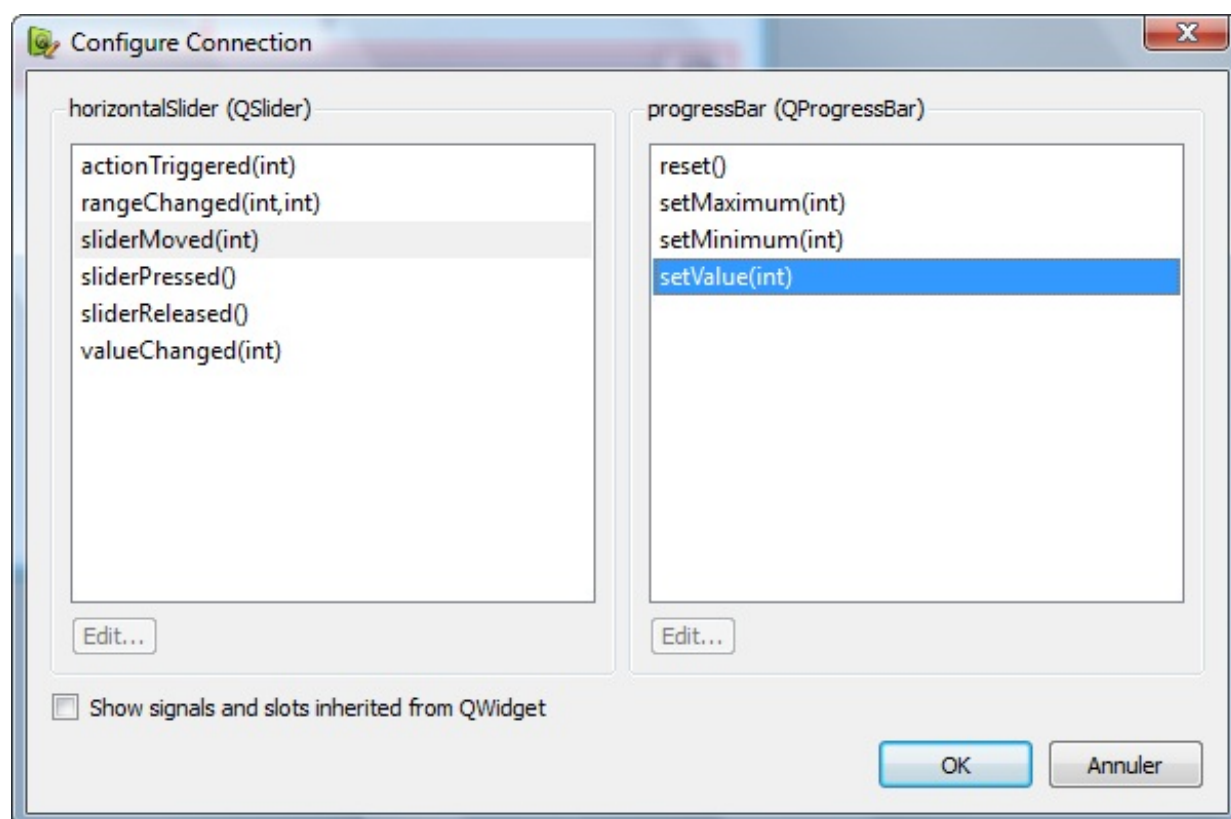 Configure Connection
horizontalSlider (QSlider)
actionTriggered(int)
rangeChanged(int,int)
sliderMoved(int)
sliderPressed()
sliderReleased()
valueChanged(int)
Edit...
progressBar (QProgressBar)
reset()
setMaximum(int)
setMinimum(int)
setValue(int)
Edit...
Show signals and slots inherited from QWidget
OK
Annuler